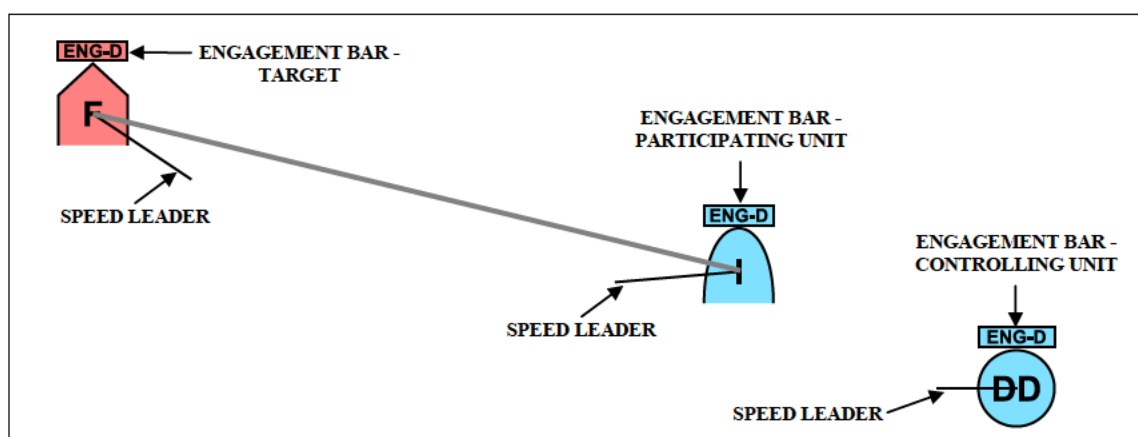 ENG-D
ENGAGEMENT BAR -
TARGET
F
SPEED LEADER
ENGAGEMENT BAR -
PARTICIPATING UNIT
ENG-D
I
SPEED LEADER
ENGAGEMENT BAR -
CONTROLLING UNIT
ENG-D
DD
SPEED LEADER